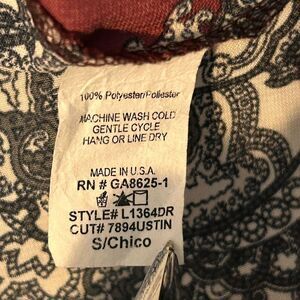 100% Polyester/Poliester
MACHINE WASH COLD
GENTLE CYCLE
HANG OR LINE DRY
MADE IN U.S.A.
RN # GA8625-1
STYLE# L1364DR
CUT# 7894USTIN
S/Chico